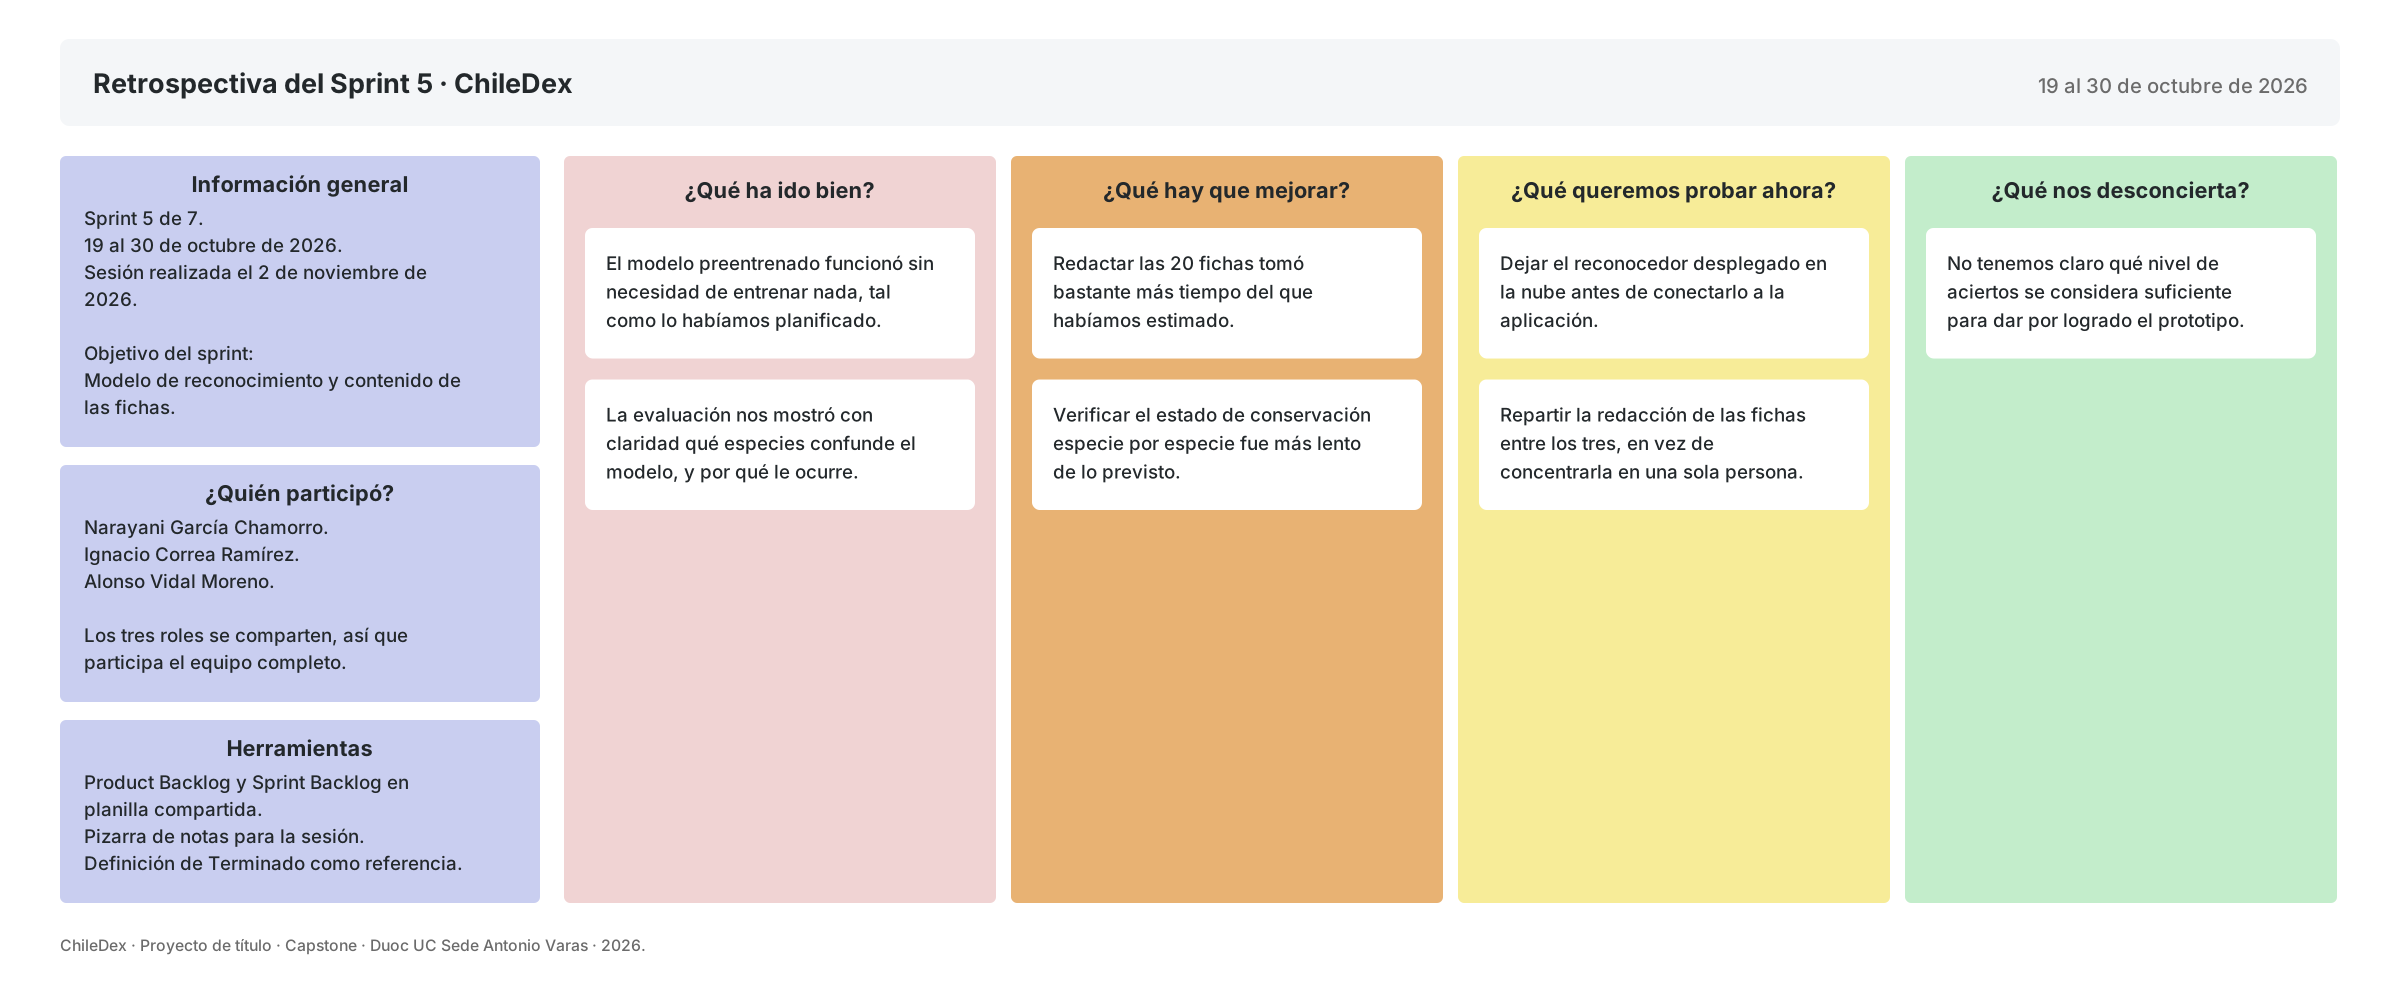 Retrospectiva del Sprint 5 · ChileDex
19 al 30 de octubre de 2026
Información general
Sprint 5 de 7.
19 al 30 de octubre de 2026.
Sesión realizada el 2 de noviembre de
2026.
Objetivo del sprint:
Modelo de reconocimiento y contenido de
las fichas.
¿Quién participó?
Narayani García Chamorro.
Ignacio Correa Ramírez.
Alonso Vidal Moreno.
Los tres roles se comparten, así que
participa el equipo completo.
Herramientas
Product Backlog y Sprint Backlog en
planilla compartida.
Pizarra de notas para la sesión.
Definición de Terminado como referencia.
¿Qué ha ido bien?
El modelo preentrenado funcionó sin
necesidad de entrenar nada, tal
como lo habíamos planificado.
La evaluación nos mostró con
claridad qué especies confunde el
modelo, y por qué le ocurre.
¿Qué hay que mejorar?
Redactar las 20 fichas tomó
bastante más tiempo del que
habíamos estimado.
Verificar el estado de conservación
especie por especie fue más lento
de lo previsto.
¿Qué queremos probar ahora?
Dejar el reconocedor desplegado en
la nube antes de conectarlo a la
aplicación.
Repartir la redacción de las fichas
entre los tres, en vez de
concentrarla en una sola persona.
¿Qué nos desconcierta?
No tenemos claro qué nivel de
aciertos se considera suficiente
para dar por logrado el prototipo.
ChileDex · Proyecto de título · Capstone · Duoc UC Sede Antonio Varas · 2026.